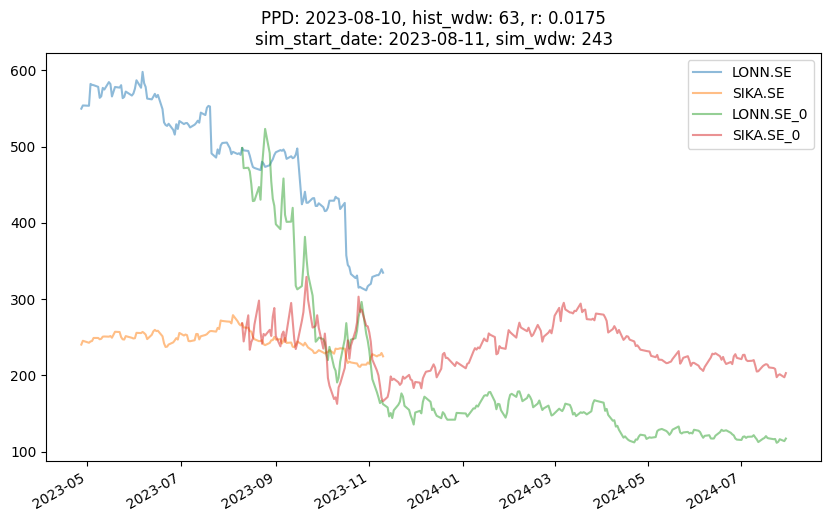 PPD: 2023-08-10, hist_wdw: 63, r: 0.0175
sim_start_date: 2023-08-11, sim_wdw: 243
LONN.SE
SIKA.SE
LONN.SE_0
SIKA.SE_0
600
500
400
300
200
100
2023-05
2023-07
2023-09
2023-11
2024-01
2024-03
2024-05
2024-07